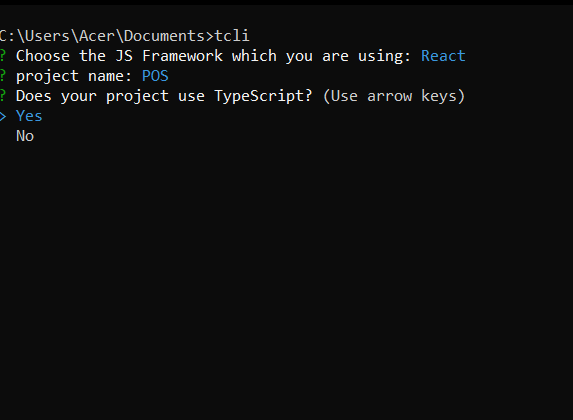 C:\Users\Acer\Documents>tcli
? Choose the JS Framework which you are using: React
? project name: POS
? Does your project use TypeScript? (Use arrow keys)
> Yes
  No